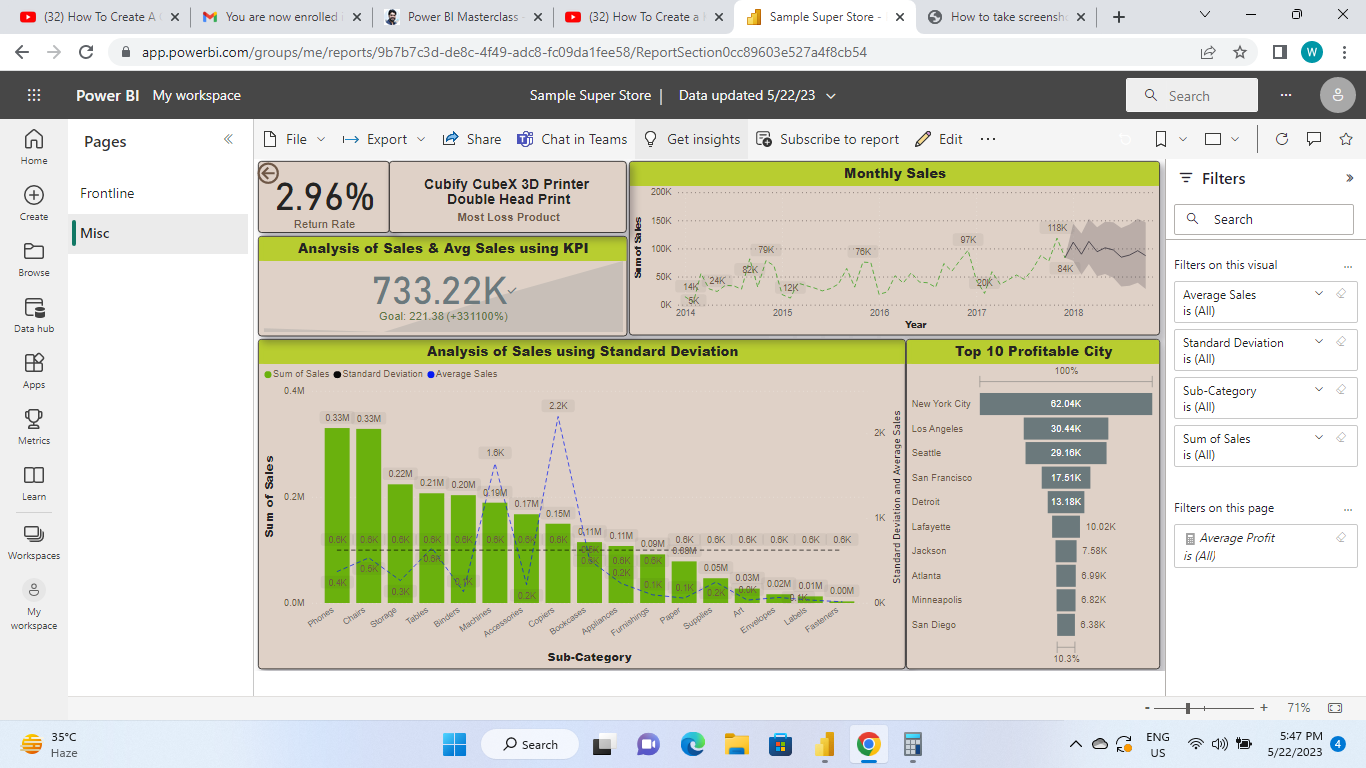 (32) How To Create A
You are now enrolled i
Power BI Masterclass -
(32) How To Create a
Sample Super Store -
How to take screensh
app.powerbi.com/groups/me/reports/9b7b7c3d-de8c-4f49-adc8-fc09da1fee58/ReportSection0cc89603e527a4f8cb54
W
Power BI My workspace
Sample Super Store | Data updated 5/22/23
Search
Home
Create
Browse
Data hub
Apps
Metrics
Learn
Workspaces
My
workspace
Pages
Frontline
Misc
File
Export
Share
Chat in Teams
Get insights
Subscribe to report
Edit
2.96%
Return Rate
Cubify CubeX 3D Printer
Double Head Print
Most Loss Product
Analysis of Sales & Avg Sales using KPI
733.22K
Goal: 221.38 (+331100%)
Monthly Sales
Sum of Sales
200K
150K
100K
50K
0K
14K
5K
24K
82K
79K
12K
76K
97K
20K
118K
84K
2014
2015
2016
2017
2018
Year
Analysis of Sales using Standard Deviation
Sum of Sales Standard Deviation Average Sales
Sum of Sales
0.4M
0.2M
0.0M
0.33M
0.33M
0.22M
0.21M
0.20M
0.19M
0.17M
0.15M
0.11M
0.11M
0.09M
0.08M
0.05M
0.03M
0.02M
0.01M
0.00M
1.6K
2.2K
0.6K 0.6K 0.6K 0.6K 0.6K 0.6K 0.6K 0.6K 0.6K 0.6K 0.6K 0.6K 0.6K 0.6K 0.6K
0.4K
0.5K
0.3K
0.2K
0.2K
0.1K
0.1K
0.2K
0.0K
2K
1K
0K
Standard Deviation and Average Sales
Phones
Chairs
Storage
Tables
Binders
Machines
Accessories
Copiers
Bookcases
Appliances
Furnishings
Paper
Supplies
Art
Envelopes
Labels
Fasteners
Sub-Category
Top 10 Profitable City
100%
New York City 62.04K
Los Angeles 30.44K
Seattle 29.16K
San Francisco 17.51K
Detroit 13.18K
Lafayette 10.02K
Jackson 7.58K
Atlanta 6.99K
Minneapolis 6.82K
San Diego 6.38K
10.3%
Filters
Search
Filters on this visual
Average Sales
is (All)
Standard Deviation
is (All)
Sub-Category
is (All)
Sum of Sales
is (All)
Filters on this page
Average Profit
is (All)
- + 71%
35°C
Haze
Search
ENG
US
5:47 PM
5/22/2023
4